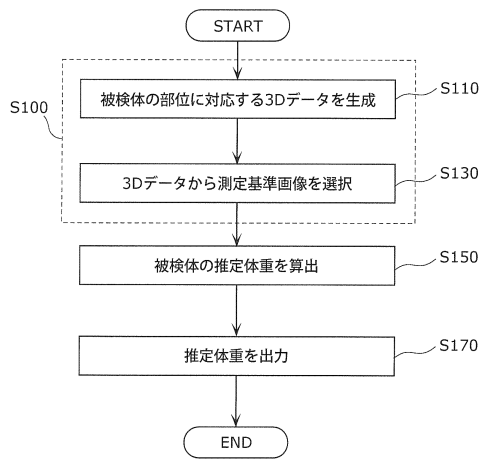 START
S100
被検体の部位に対応する3Dデータを生成
S110
3Dデータから測定基準画像を選択
S130
被検体の推定体重を算出
S150
推定体重を出力
S170
END